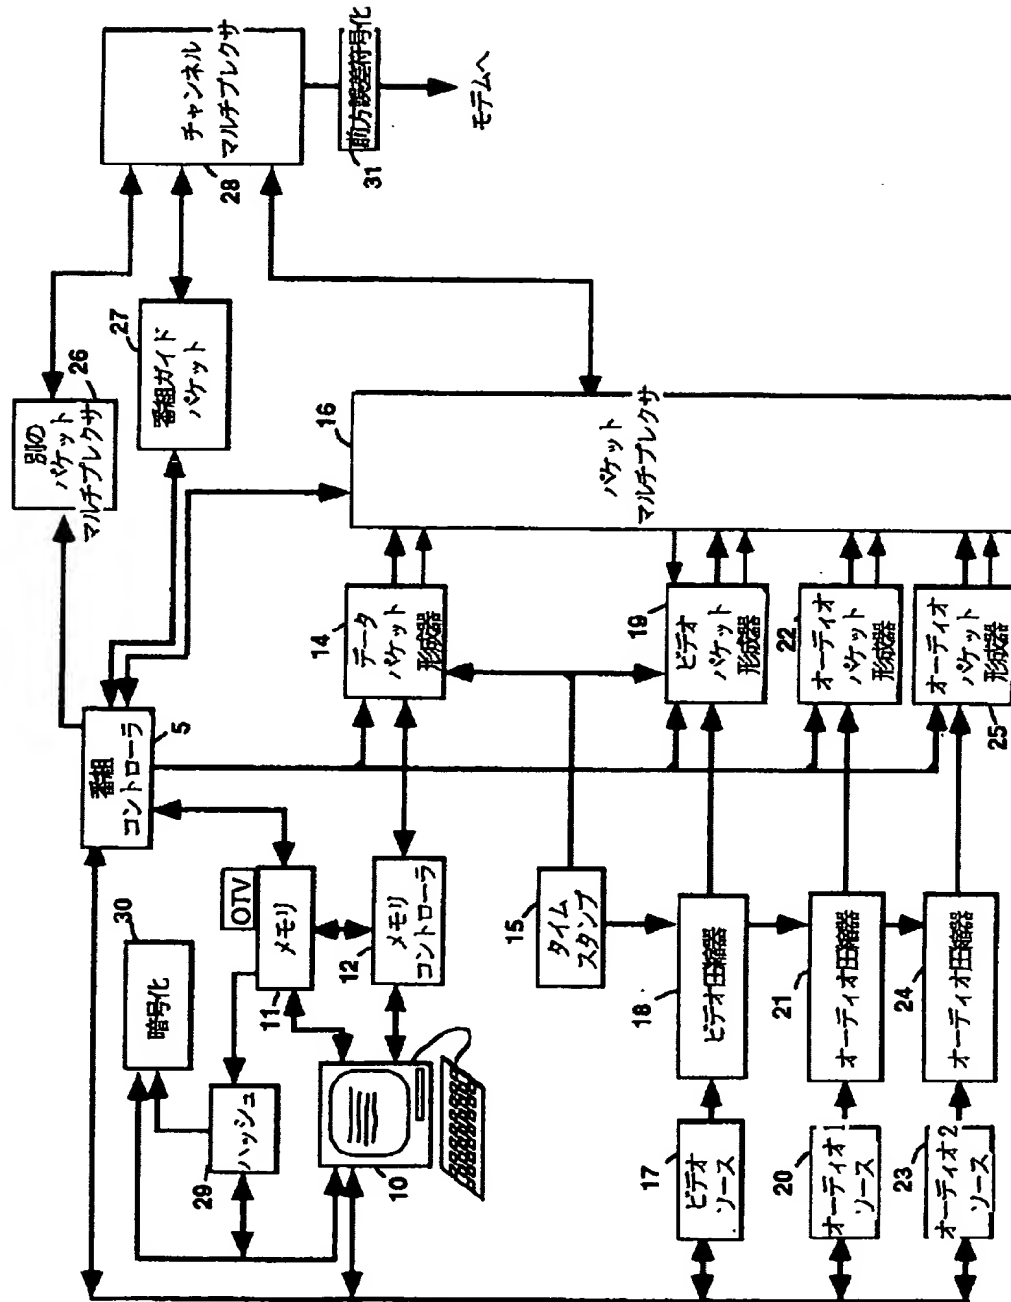 チャンネル
マルチプレクサ
28
前方誤差符号化
31
モデムへ
別の
パケット
マルチプレクサ
26
番組ガイド
パケット
27
パケット
マルチプレクサ
16
番組
コントローラ
5
データ
パケット
形成器
14
ビデオ
パケット
形成器
19
オーディオ
パケット
形成器
22
オーディオ
パケット
形成器
25
暗号化
30
OTV
メモリ
11
メモリ
コントローラ
12
ハッシュ
29
10
タイム
スタンプ
15
ビデオ圧縮器
18
オーディオ圧縮器
21
オーディオ圧縮器
24
ビデオ
ソース
17
オーディオ1
ソース
20
オーディオ2
ソース
23